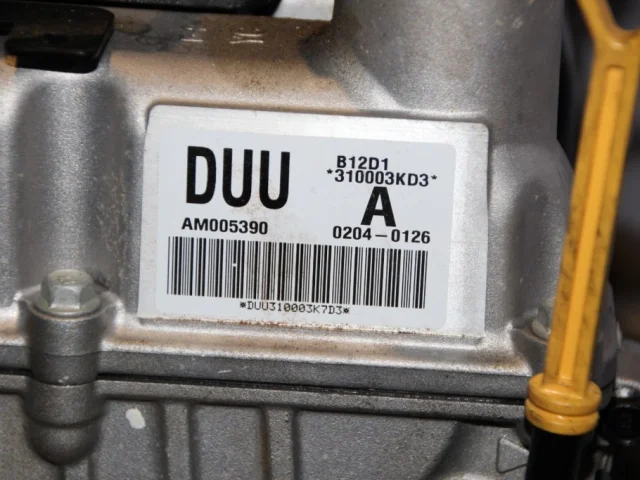 DUU
B12D1
*310003KD3*
A
AM005390
0204-0126
*DUU310003K7D3*